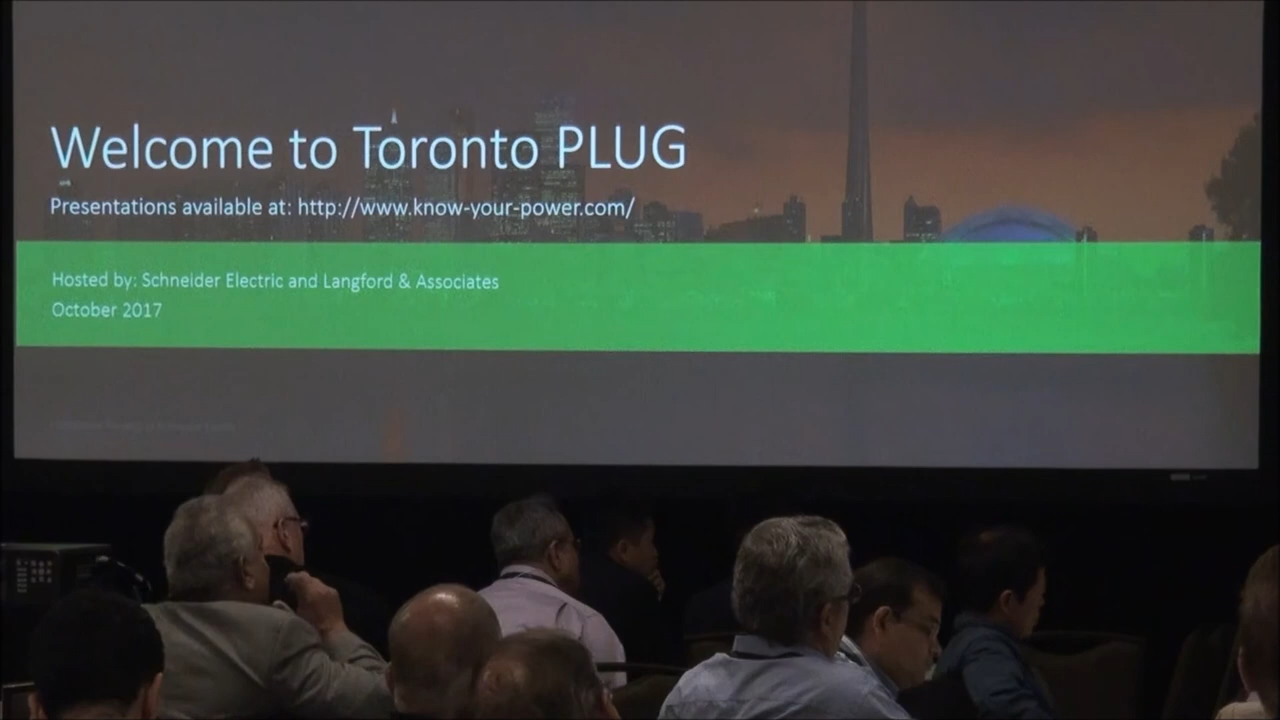 Welcome to Toronto PLUG
Presentations available at: http://www.know-your-power.com/
Hosted by: Schneider Electric and Langford & Associates
October 2017